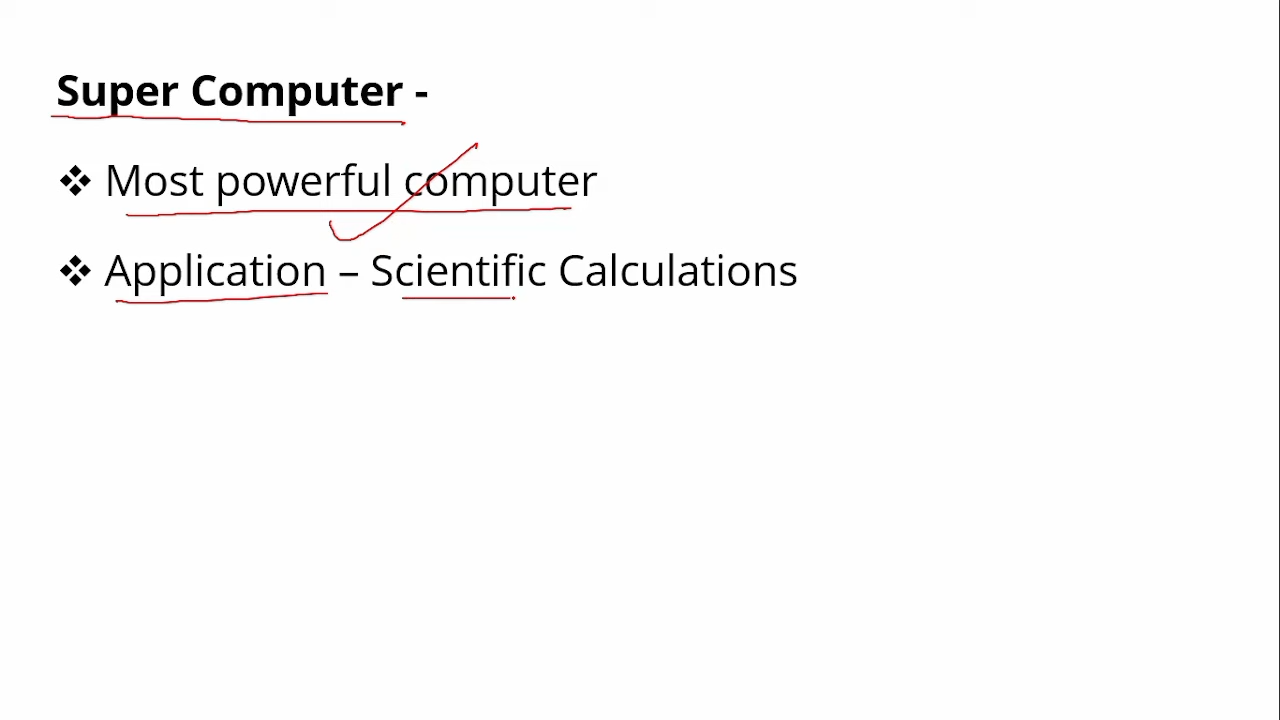 Super Computer -
❖ Most powerful computer
❖ Application – Scientific Calculations